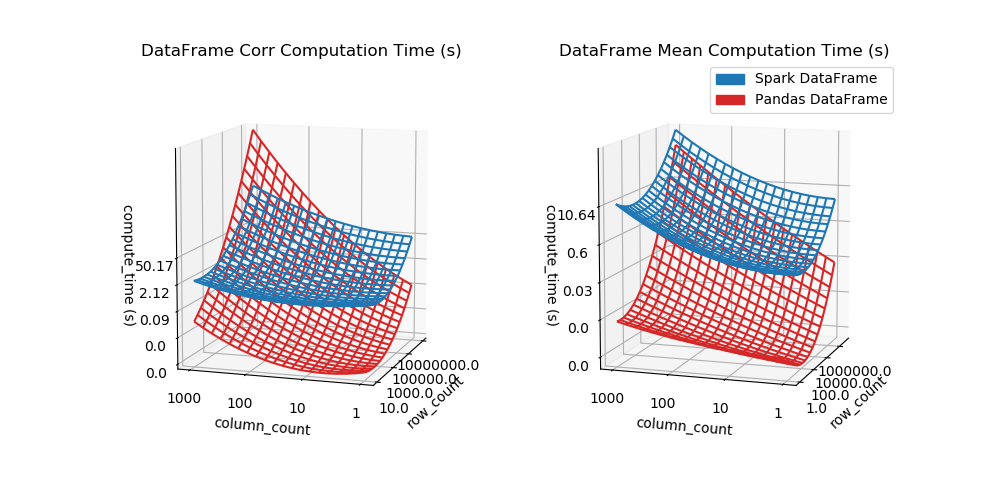 DataFrame Corr Computation Time (s)
compute_time (s)
50.17
2.12
0.09
0.0
0.0
1000
100
10
1
column_count
10.0
1000.0
100000.0
10000000.0
row_count
DataFrame Mean Computation Time (s)
Spark DataFrame
Pandas DataFrame
compute_time (s)
10.64
0.6
0.03
0.0
0.0
1000
100
10
1
column_count
1.0
100.0
10000.0
1000000.0
row_count